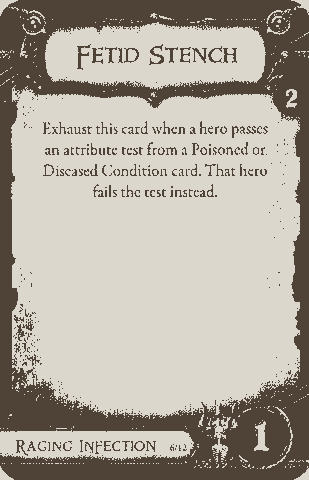 Fetid Stench
2
Exhaust this card when a hero passes
an attribute test from a Poisoned or
Diseased Condition card. That hero
fails the test instead.
Raging Infection 6/12
1